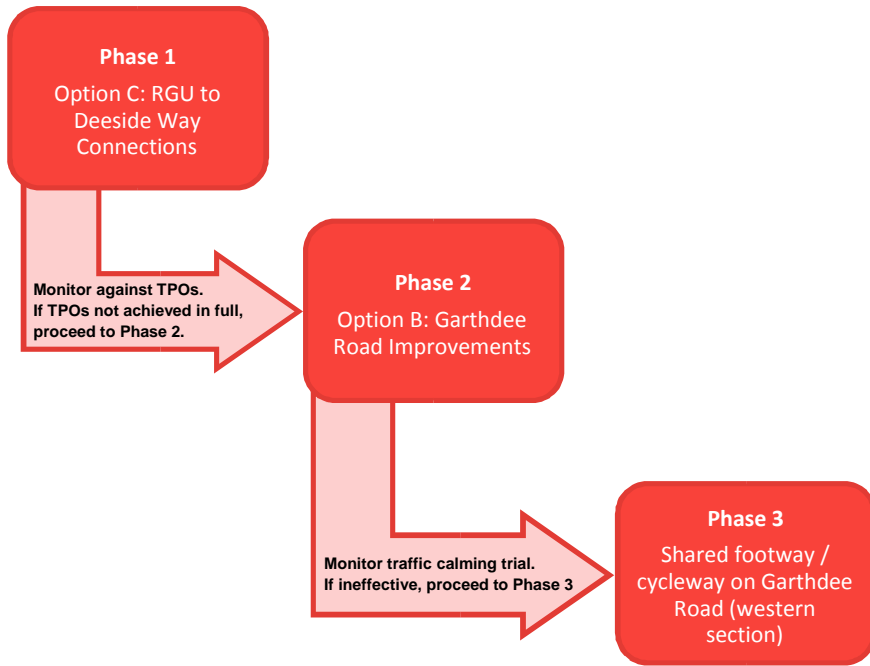 Phase 1
Option C: RGU to
Deeside Way
Connections
Monitor against TPOs.
If TPOs not achieved in full,
proceed to Phase 2.
Phase 2
Option B: Garthdee
Road Improvements
Monitor traffic calming trial.
If ineffective, proceed to Phase 3
Phase 3
Shared footway /
cycleway on Garthdee
Road (western
section)